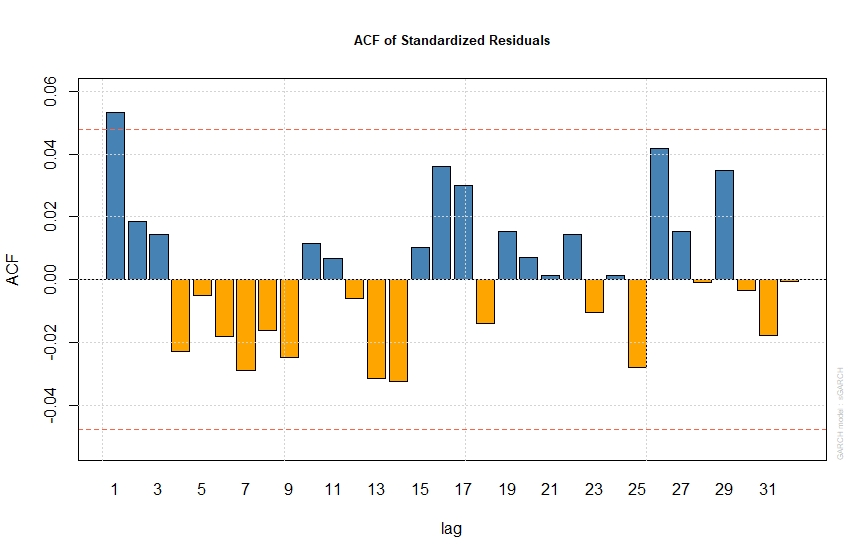 ACF of Standardized Residuals
ACF
0.06
0.04
0.02
0.00
-0.02
-0.04
1 3 5 7 9 11 13 15 17 19 21 23 25 27 29 31
lag
GARCH model : sGARCH